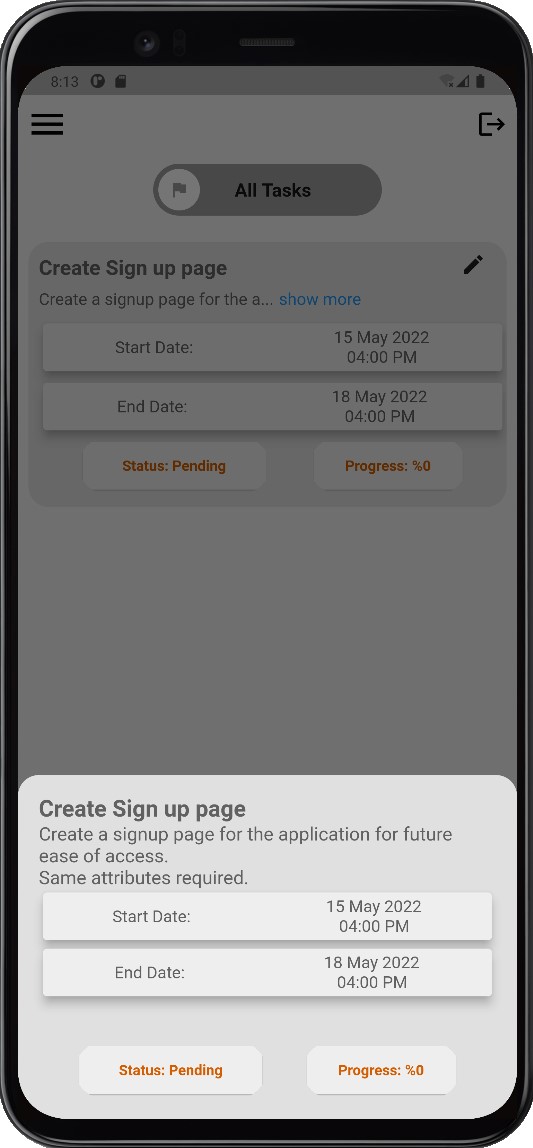 8:13
All Tasks
Create Sign up page
Create a signup page for the a... show more
Start Date: 15 May 2022
04:00 PM
End Date: 18 May 2022
04:00 PM
Status: Pending Progress: %0
Create Sign up page
Create a signup page for the application for future
ease of access.
Same attributes required.
Start Date: 15 May 2022
04:00 PM
End Date: 18 May 2022
04:00 PM
Status: Pending Progress: %0